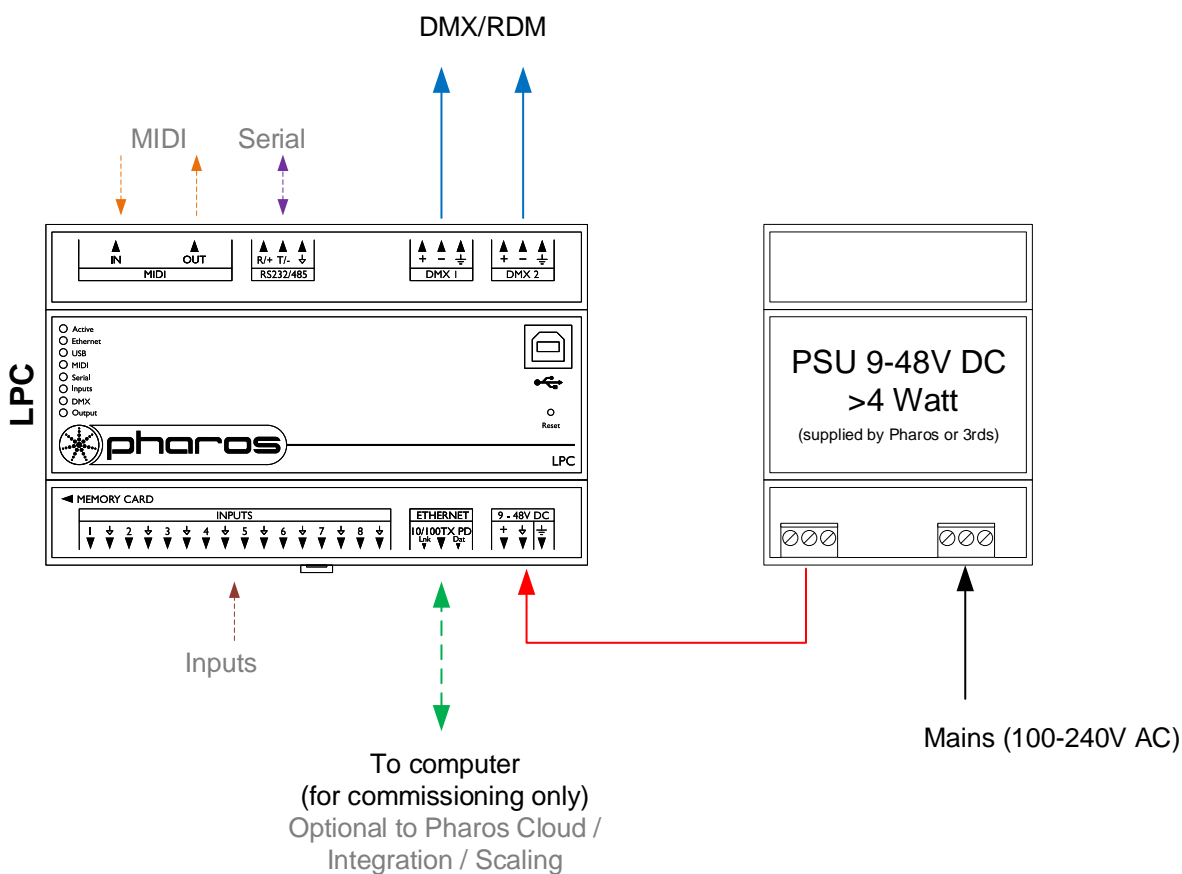 DMX/RDM
MIDI
Serial
IN
OUT
MIDI
R/+ T/-
RS232/485
+ −
DMX 1
+ −
DMX 2
LPC
Active
Ethernet
USB
MIDI
Serial
Inputs
DMX
Output
Reset
pharos
LPC
PSU 9-48V DC
>4 Watt
(supplied by Pharos or 3rds)
MEMORY CARD
INPUTS
1 2 3 4 5 6 7 8
ETHERNET
10/100TX PD
Lnk Dat
9 - 48V DC
+
Inputs
Mains (100-240V AC)
To computer
(for commissioning only)
Optional to Pharos Cloud /
Integration / Scaling